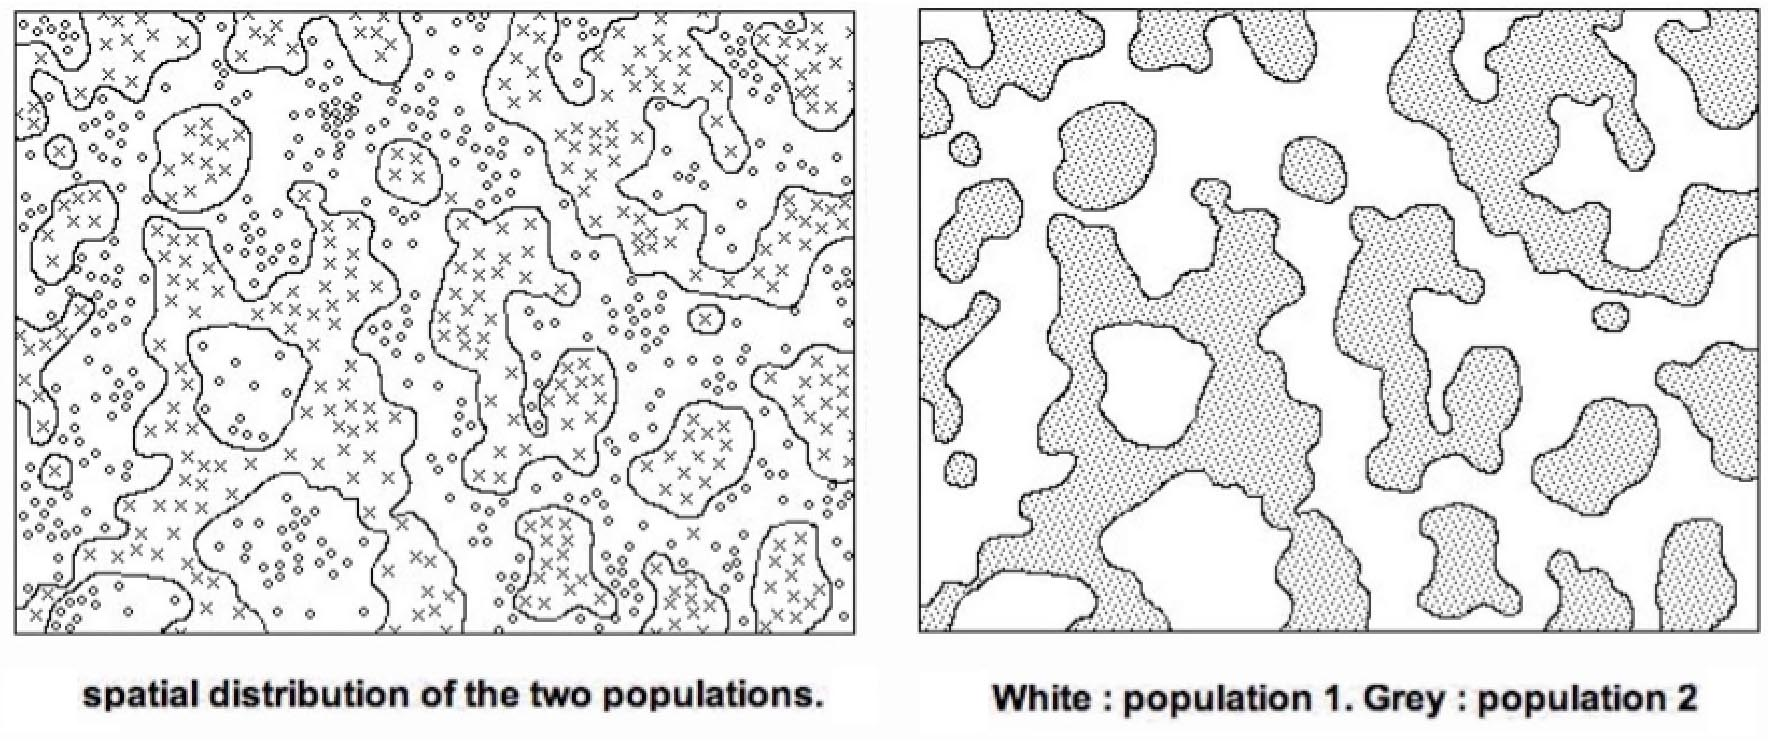 spatial distribution of the two populations.
White : population 1. Grey : population 2